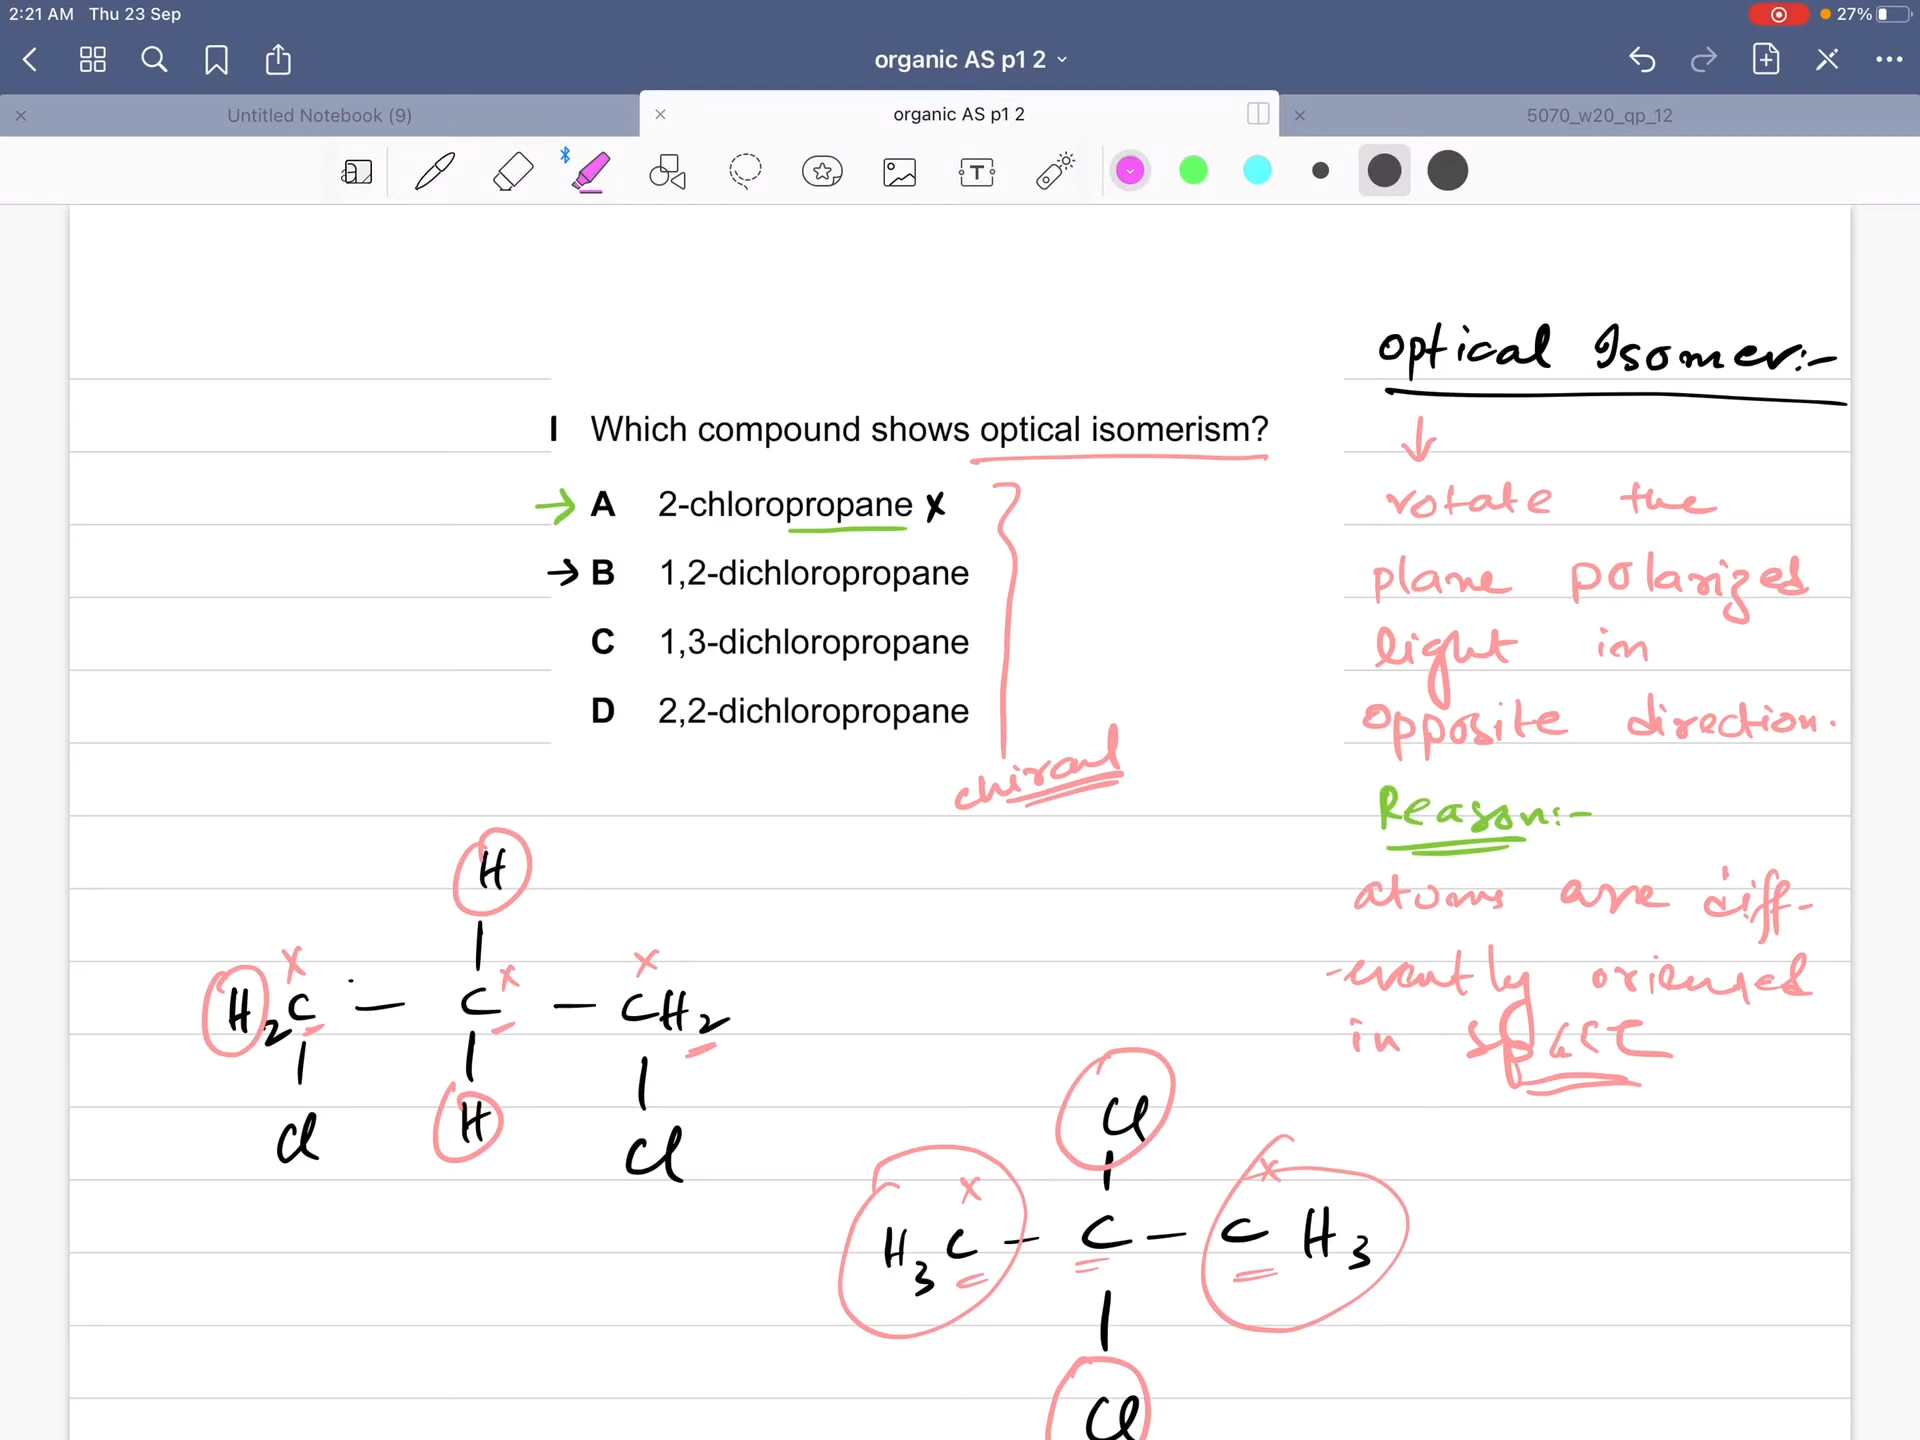 2:21 AM Thu 23 Sep
27%
organic AS p1 2
Untitled Notebook (9)
organic AS p1 2
5070_w20_qp_12
I Which compound shows optical isomerism?
A 2-chloropropane x
B 1,2-dichloropropane
C 1,3-dichloropropane
D 2,2-dichloropropane
chiral
Optical Isomer:-
rotate the
plane polarized
light in
opposite direction.
Reason:-
atoms are diff-
-erently oriented
in space
H
x x x
H₂C — C — CH₂
Cl H Cl
Cl
x x
H₃C — C — CH₃
Cl